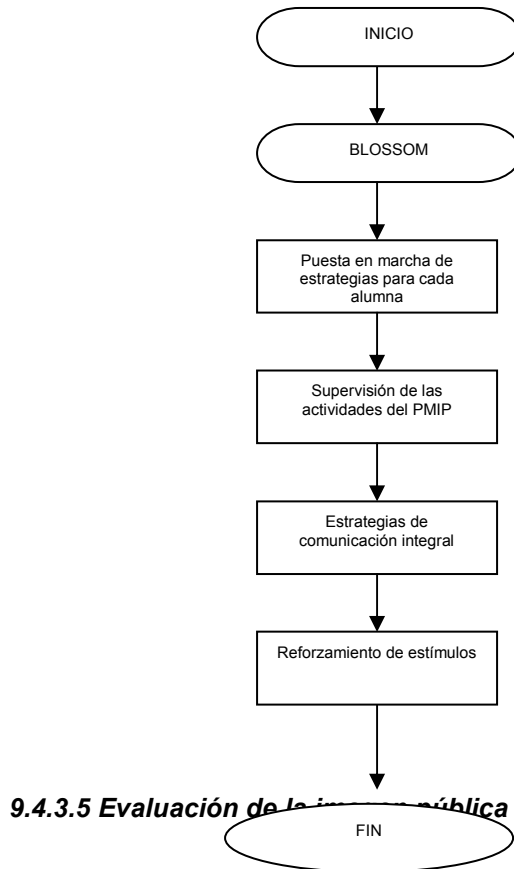 INICIO
BLOSSOM
Puesta en marcha de
estrategias para cada
alumna
Supervisión de las
actividades del PMIP
Estrategias de
comunicación integral
Reforzamiento de estímulos
9.4.3.5 Evaluación de la imagen pública
FIN